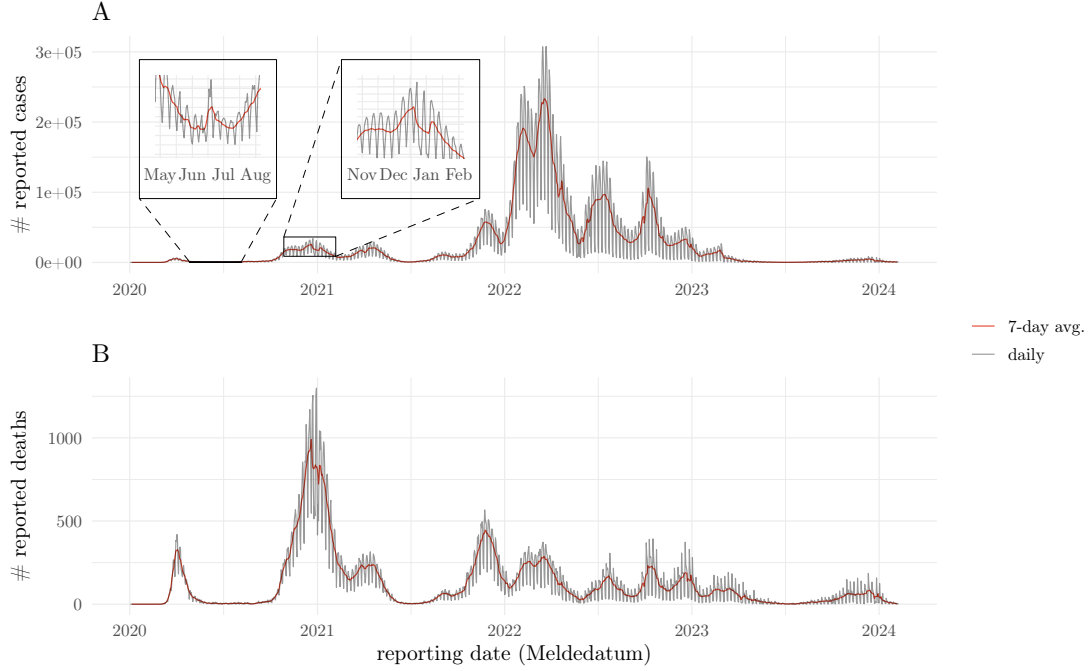 A
# reported cases
3e+05
2e+05
1e+05
0e+00
May Jun Jul Aug
Nov Dec Jan Feb
2020 2021 2022 2023 2024
7-day avg.
daily
B
# reported deaths
1000
500
0
2020 2021 2022 2023 2024
reporting date (Meldedatum)